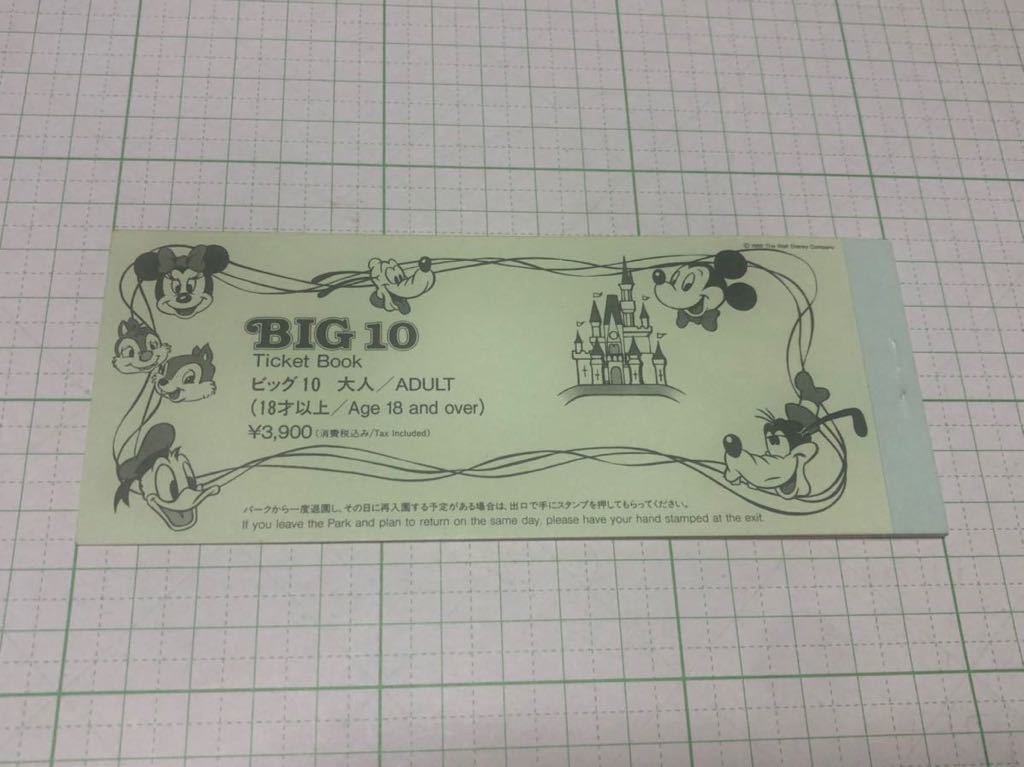 © 1988 The Walt Disney Company
BIG 10
Ticket Book
ビッグ10 大人／ADULT
（18才以上／Age 18 and over）
¥3,900（消費税込み/Tax Included）
パークから一度退園し、その日に再入園する予定がある場合は、出口で手にスタンプを押してもらってください。
If you leave the Park and plan to return on the same day, please have your hand stamped at the exit.